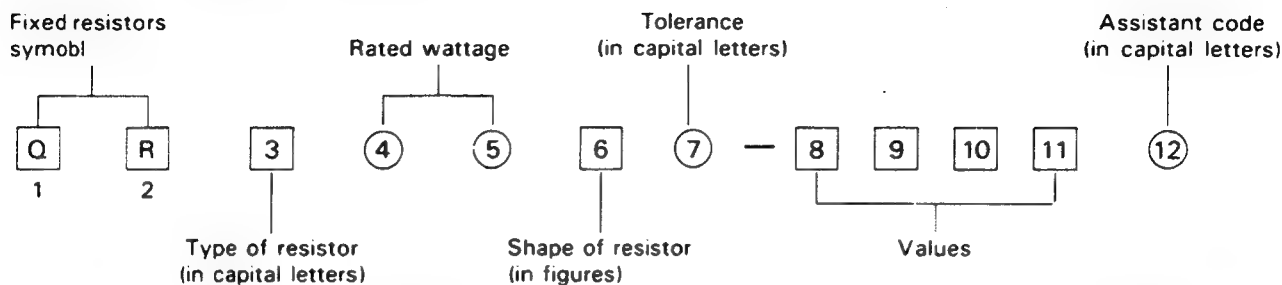 Fixed resistors
symobl
Rated wattage
Tolerance
(in capital letters)
Assistant code
(in capital letters)
Q R 3 4 5 6 7 — 8 9 10 11 12
1 2
Type of resistor
(in capital letters)
Shape of resistor
(in figures)
Values